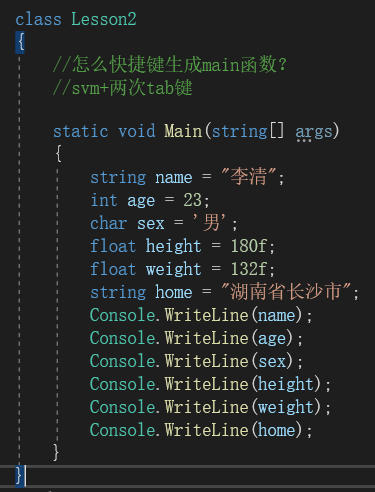 class Lesson2
{
//怎么快捷键生成main函数?
//svm+两次tab键
static void Main(string[] args)
{
string name = "李清";
int age = 23;
char sex = '男';
float height = 180f;
float weight = 132f;
string home = "湖南省长沙市";
Console.WriteLine(name);
Console.WriteLine(age);
Console.WriteLine(sex);
Console.WriteLine(height);
Console.WriteLine(weight);
Console.WriteLine(home);
}
}